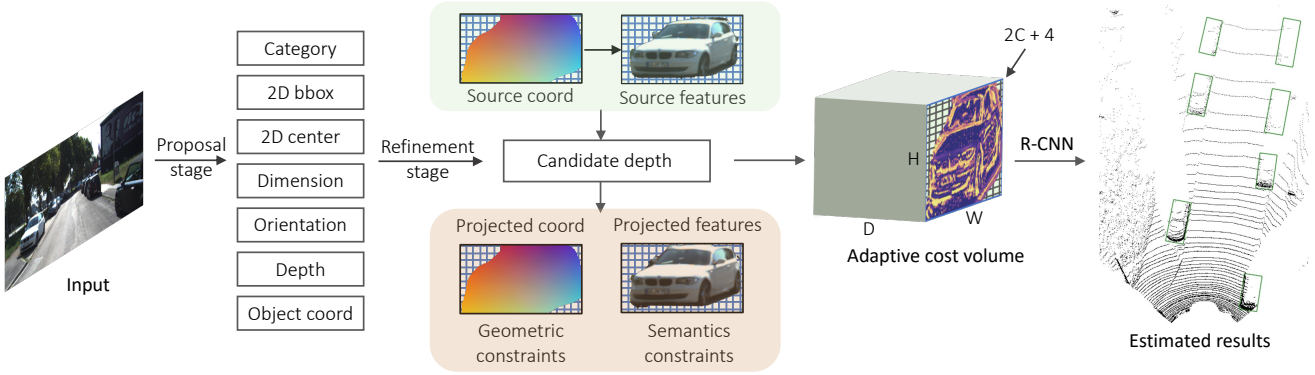 Input
Proposal
stage
Category
2D bbox
2D center
Dimension
Orientation
Depth
Object coord
Refinement
stage
Source coord
Source features
Candidate depth
Projected coord
Projected features
Geometric
constraints
Semantics
constraints
2C + 4
H
W
D
Adaptive cost volume
R-CNN
Estimated results